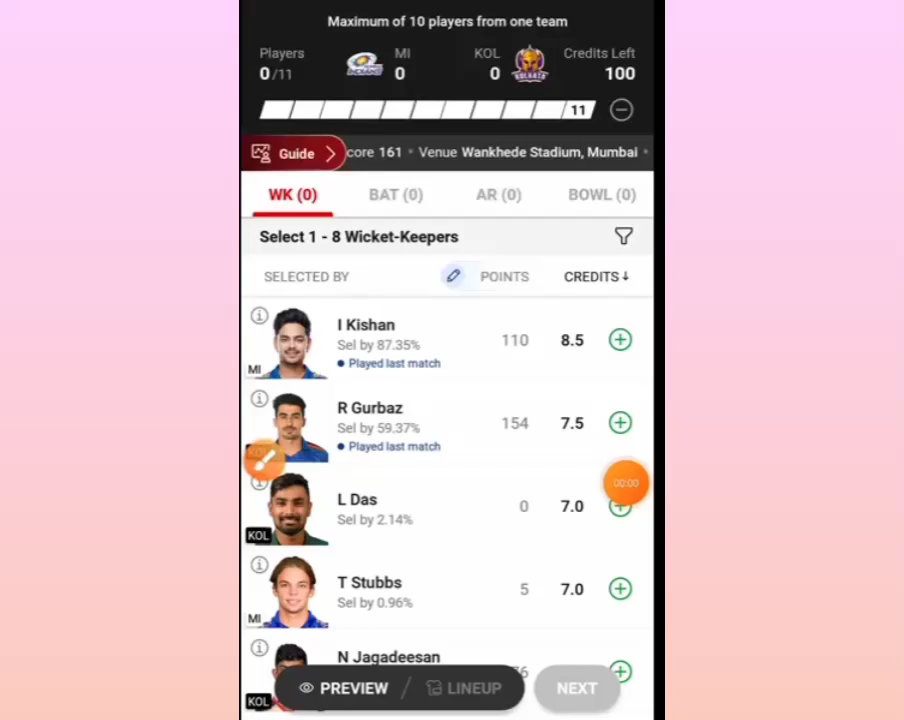 Maximum of 10 players from one team
Players MI KOL Credits Left
0/11 0 0 100
11
Guide core 161 • Venue Wankhede Stadium, Mumbai •
WK (0) BAT (0) AR (0) BOWL (0)
Select 1 - 8 Wicket-Keepers
SELECTED BY POINTS CREDITS↓
I Kishan
Sel by 87.35% 110 8.5
MI • Played last match
R Gurbaz
Sel by 59.37% 154 7.5
• Played last match
00:00
L Das
Sel by 2.14% 0 7.0
KOL
T Stubbs
Sel by 0.96% 5 7.0
MI
N Jagadeesan
KOL PREVIEW / LINEUP NEXT